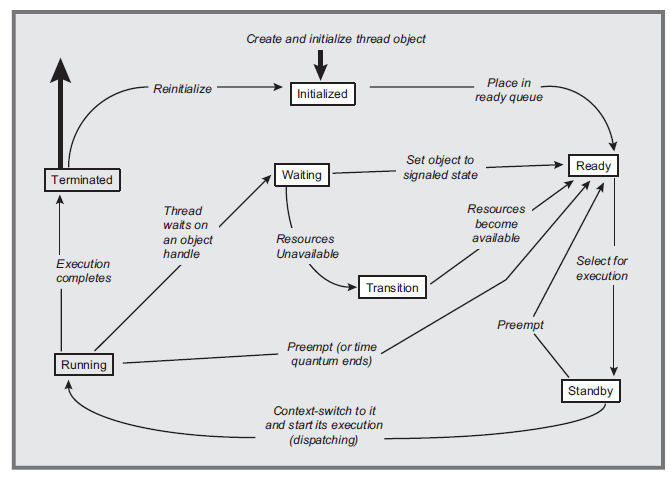 Create and initialize thread object
Reinitialize
Initialized
Place in
ready queue
Terminated
Waiting
Set object to
signaled state
Ready
Thread
waits on
an object
handle
Resources
Unavailable
Resources
become
available
Execution
completes
Transition
Select for
execution
Preempt
Running
Preempt (or time
quantum ends)
Standby
Context-switch to it
and start its execution
(dispatching)